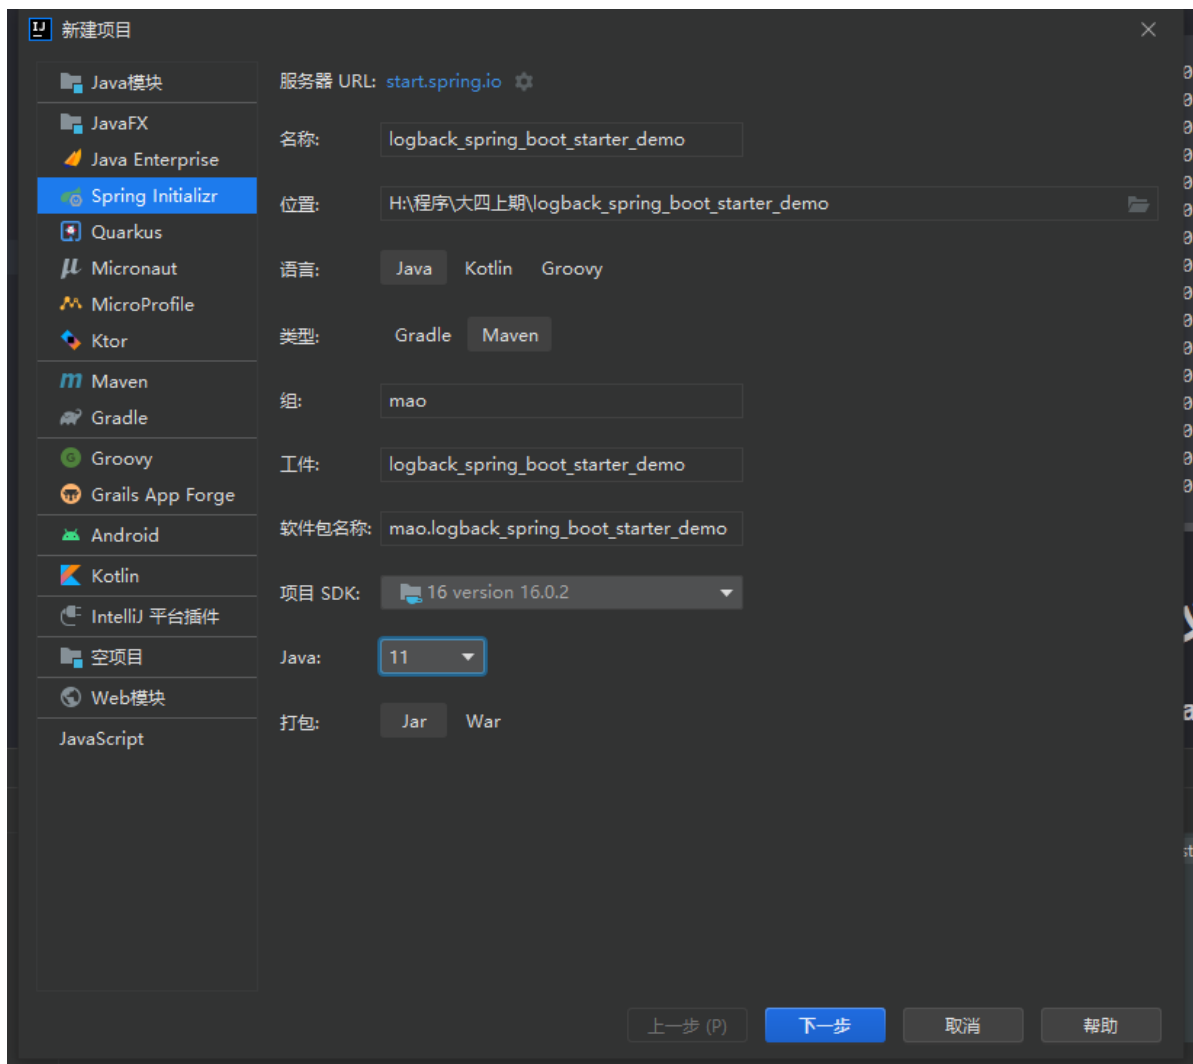 新建项目
Java模块
JavaFX
Java Enterprise
Spring Initializr
Quarkus
Micronaut
MicroProfile
Ktor
Maven
Gradle
Groovy
Grails App Forge
Android
Kotlin
IntelliJ 平台插件
空项目
Web模块
JavaScript
服务器 URL: start.spring.io
名称: logback_spring_boot_starter_demo
位置: H:\程序\大四上期\logback_spring_boot_starter_demo
语言: Java Kotlin Groovy
类型: Gradle Maven
组: mao
工件: logback_spring_boot_starter_demo
软件包名称: mao.logback_spring_boot_starter_demo
项目 SDK: 16 version 16.0.2
Java: 11
打包: Jar War
上一步 (P) 下一步 取消 帮助